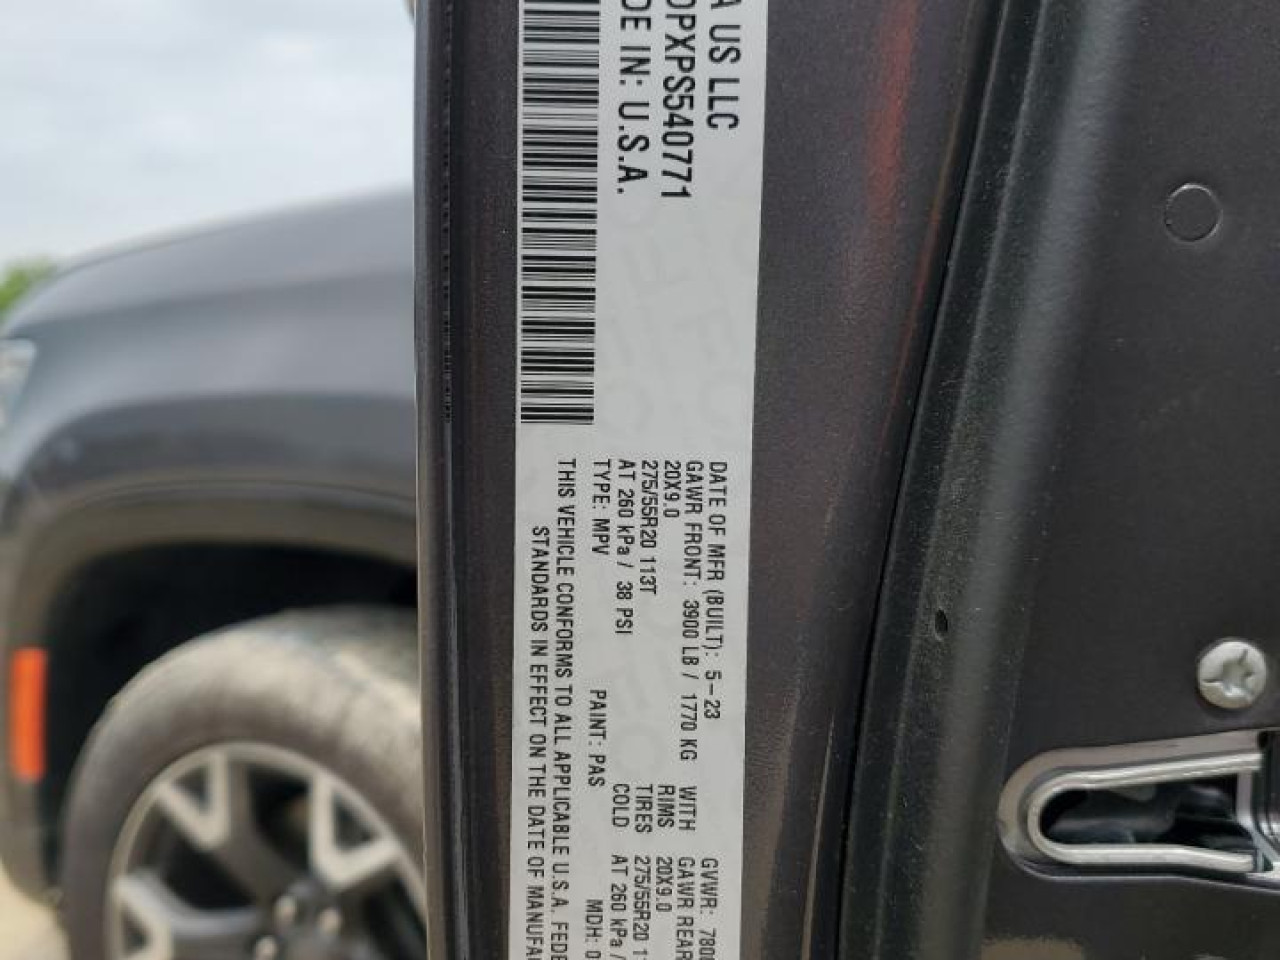 A US LLC
DE IN: U.S.A.
DPXPS540771
DATE OF MFR (BUILT): 5-23
GAWR FRONT: 3900 LB / 1770 KG WITH
20X9.0 RIMS
275/55R20 113T TIRES
AT 260 kPa / 38 PSI COLD
GVWR: 780
GAWR REAR
20X9.0
275/55R20 1
AT 260 kPa /
TYPE: MPV PAINT: PAS MDH: 0
THIS VEHICLE CONFORMS TO ALL APPLICABLE U.S.A. FEDE
STANDARDS IN EFFECT ON THE DATE OF MANUFA